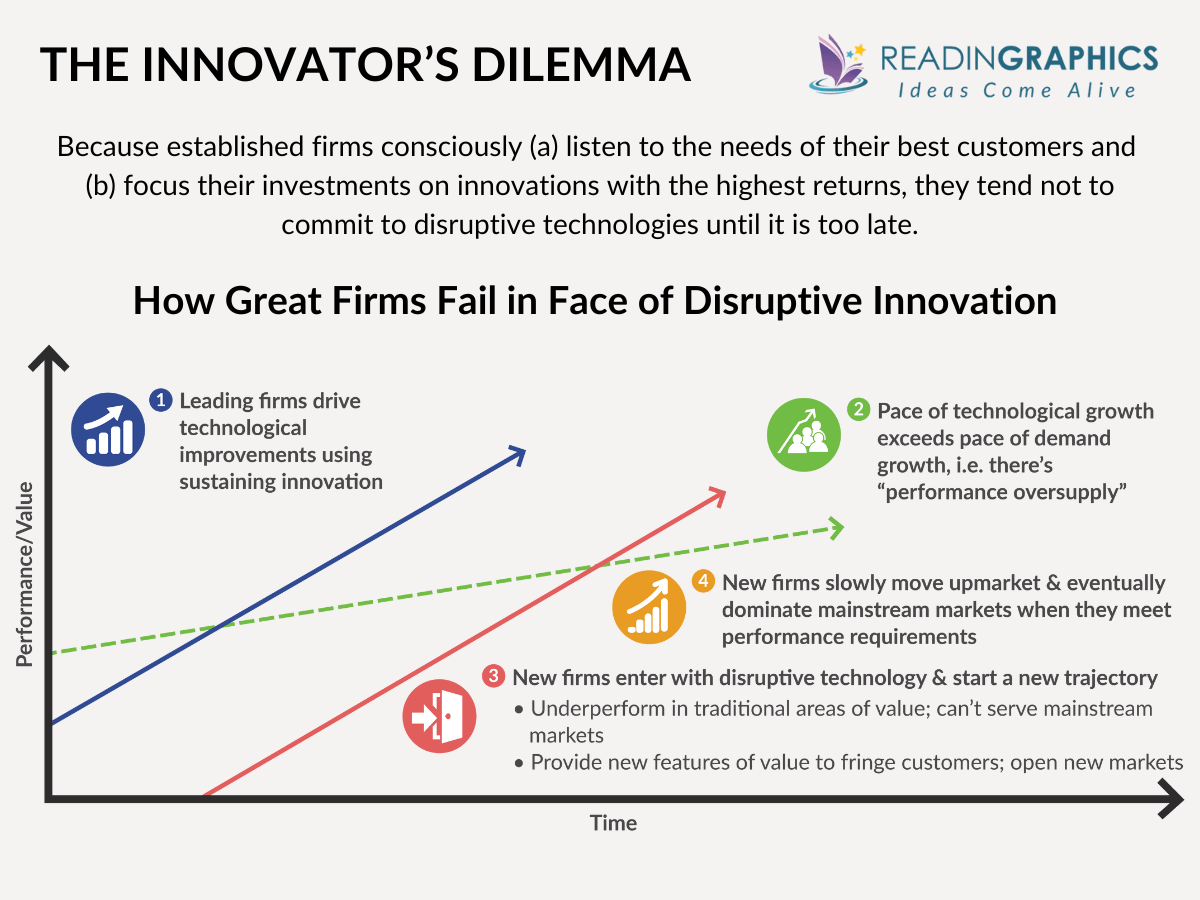 THE INNOVATOR’S DILEMMA
READINGRAPHICS
Ideas Come Alive
Because established firms consciously (a) listen to the needs of their best customers and
(b) focus their investments on innovations with the highest returns, they tend not to
commit to disruptive technologies until it is too late.
How Great Firms Fail in Face of Disruptive Innovation
1 Leading firms drive
technological
improvements using
sustaining innovation
2 Pace of technological growth
exceeds pace of demand
growth, i.e. there’s
“performance oversupply”
Performance/Value
4 New firms slowly move upmarket & eventually
dominate mainstream markets when they meet
performance requirements
3 New firms enter with disruptive technology & start a new trajectory
• Underperform in traditional areas of value; can’t serve mainstream
markets
• Provide new features of value to fringe customers; open new markets
Time